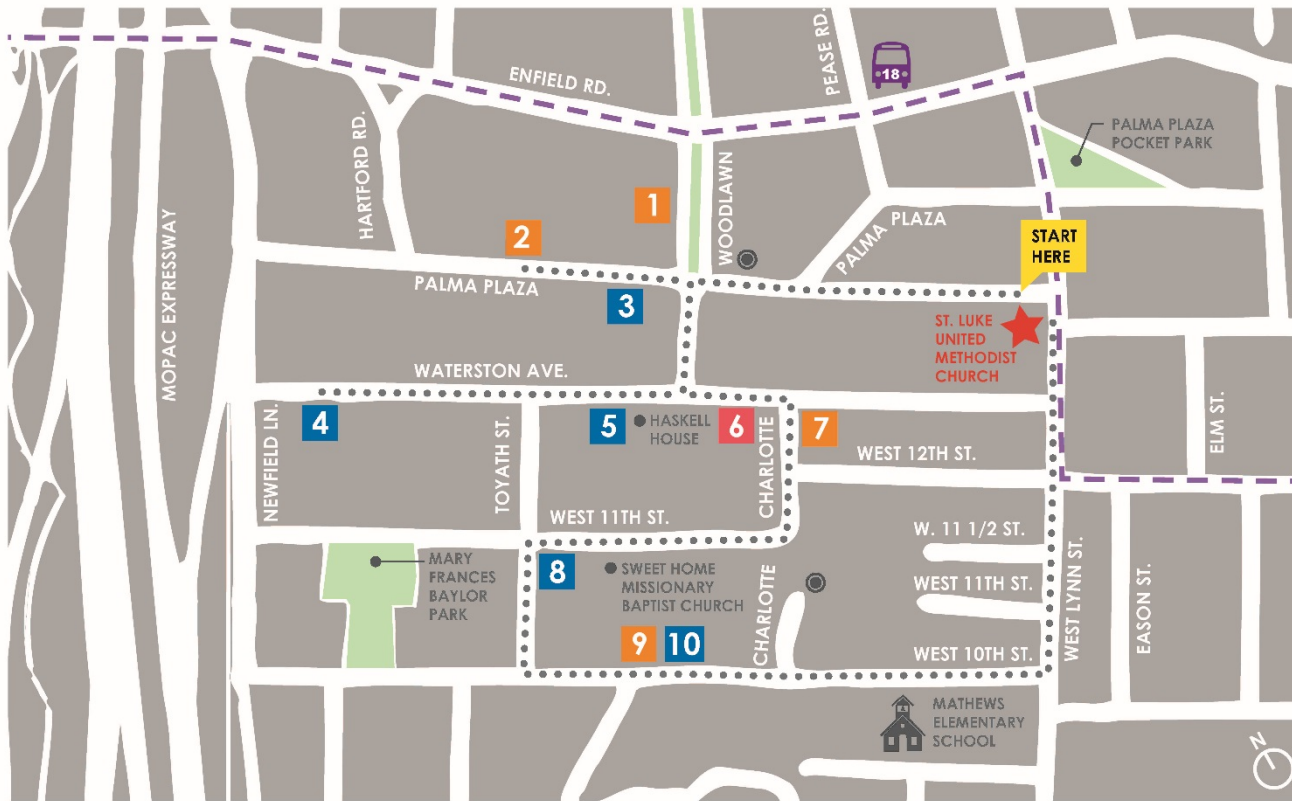 ENFIELD RD.
PEASE RD.
18
HARTFORD RD.
PALMA PLAZA
POCKET PARK
MOPAC EXPRESSWAY
1
WOODLAWN
2
PALMA PLAZA
START
HERE
PALMA PLAZA
3
ST. LUKE
UNITED
METHODIST
CHURCH
WATERSTON AVE.
4
5
HASKELL
HOUSE
6
7
ELM ST.
NEWFIELD LN.
TOYATH ST.
CHARLOTTE
WEST 12TH ST.
WEST 11TH ST.
W. 11 1/2 ST.
MARY
FRANCES
BAYLOR
PARK
8
SWEET HOME
MISSIONARY
BAPTIST CHURCH
WEST 11TH ST.
9
10
CHARLOTTE
WEST 10TH ST.
WEST LYNN ST.
EASON ST.
MATHEWS
ELEMENTARY
SCHOOL
N